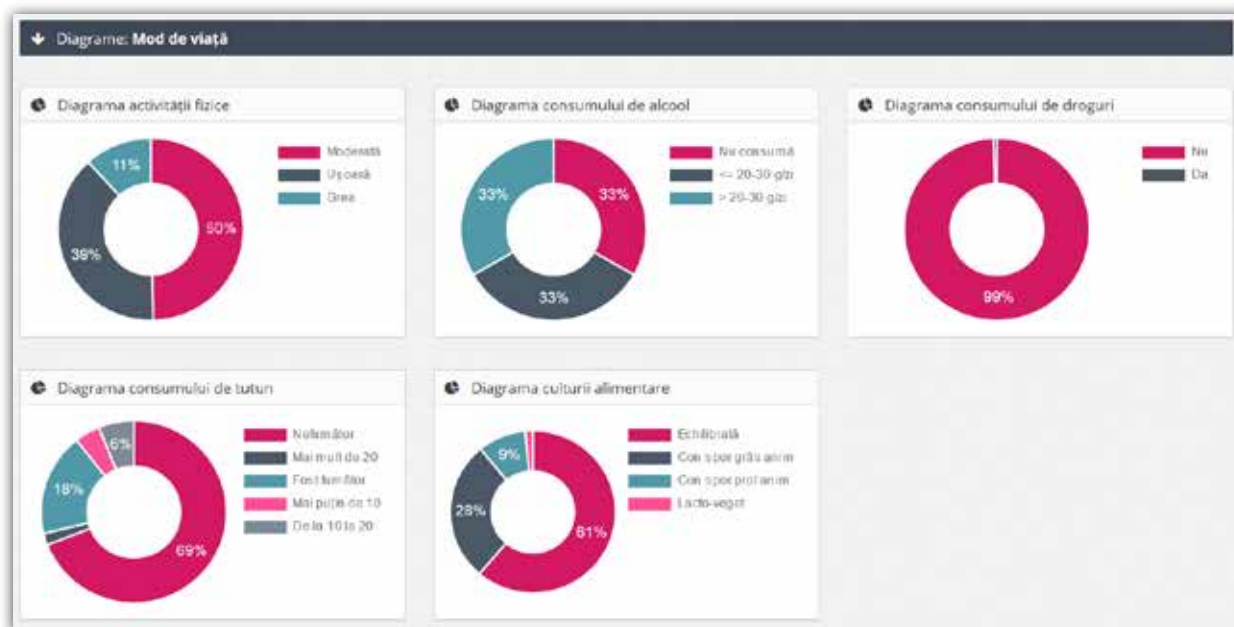 Diagrame: Mod de viață
Diagrama activității fizice
11%
50%
38%
Moderată
Ușoară
Grea
Diagrama consumului de alcool
33%
33%
33%
Nu consumă
<= 20-30 g/zi
> 20-30 g/zi
Diagrama consumului de droguri
99%
Nu
Da
Diagrama consumului de tutun
6%
18%
69%
Nefumător
Mai mult de 20
Fost fumător
Mai puțin de 10
De la 10 la 20
Diagrama culturii alimentare
9%
28%
61%
Echilibrată
Con spor grăs anim
Con spor prot anim
Lacto-veget